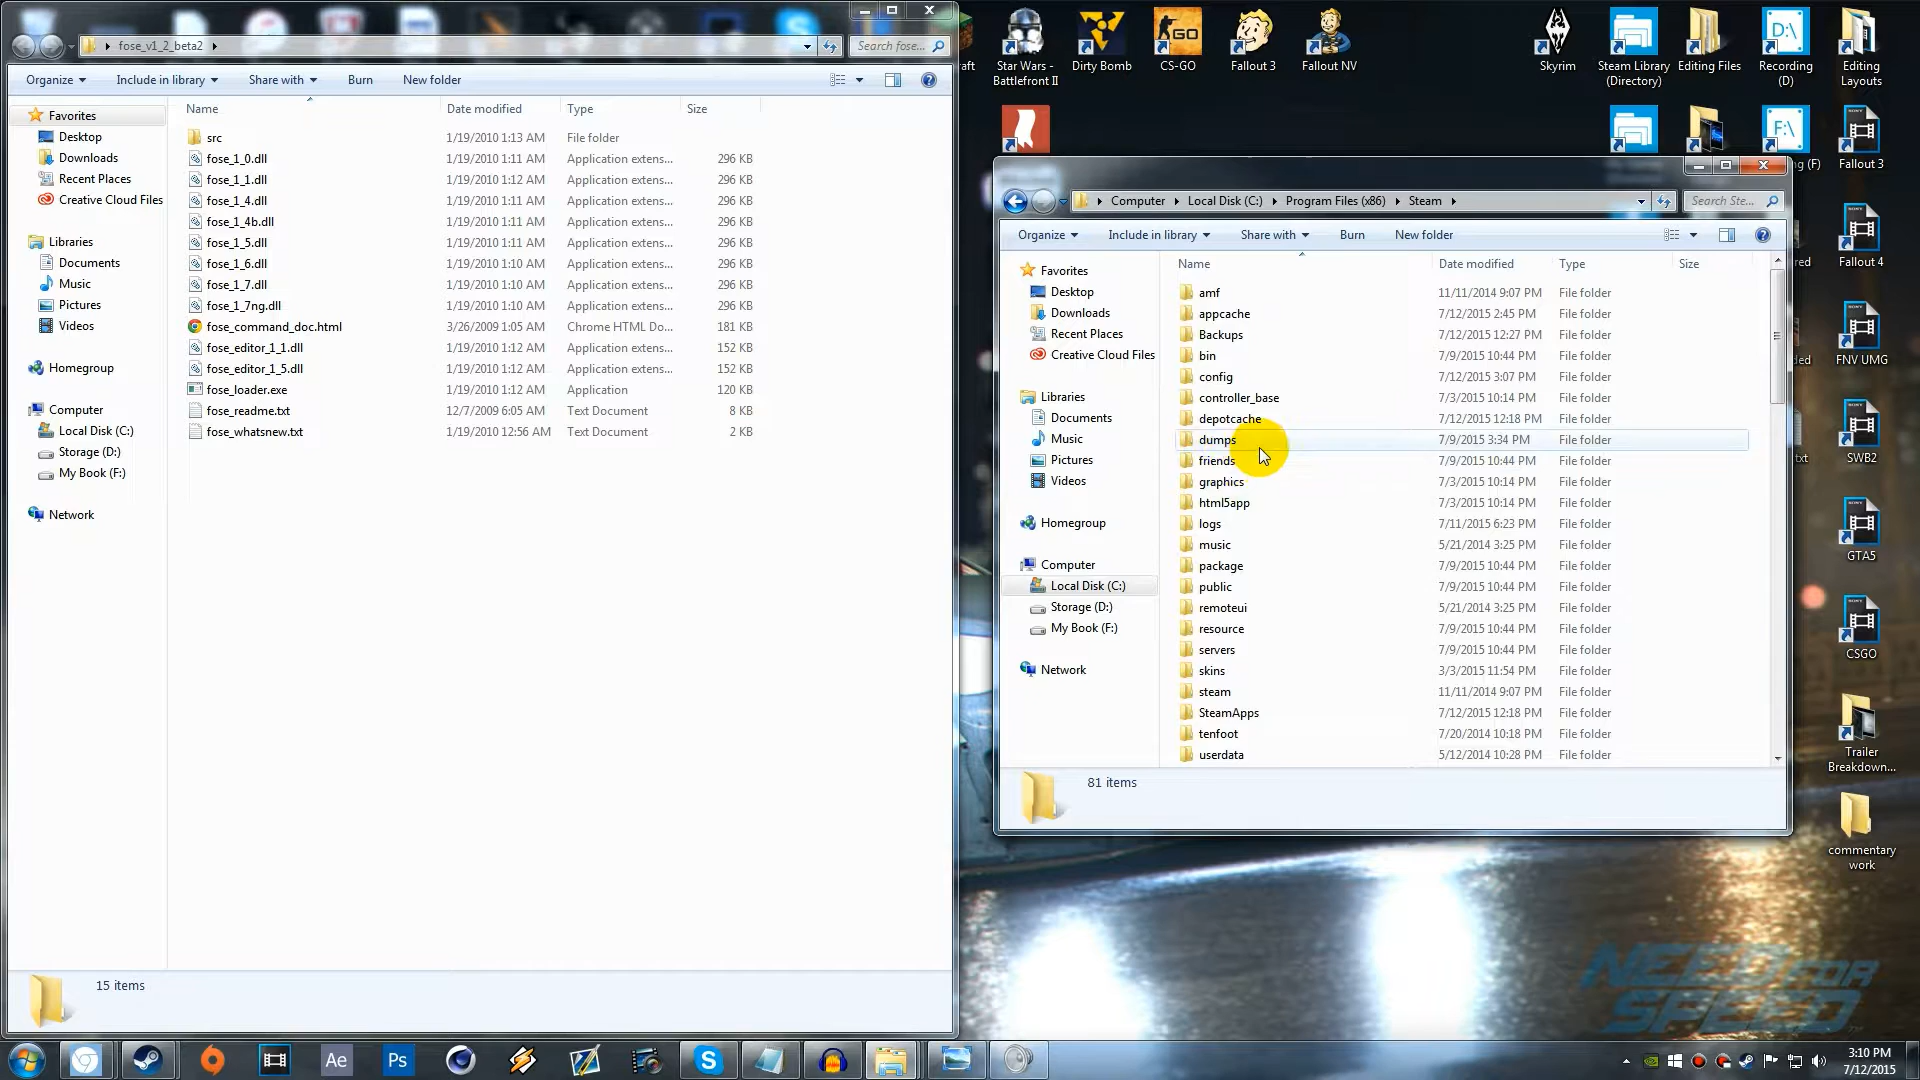 fose_v1_2_beta2
Search fose...
Organize
Include in library
Share with
Burn
New folder
Name
Date modified
Type
Size
Favorites
Desktop
Downloads
Recent Places
Creative Cloud Files
Libraries
Documents
Music
Pictures
Videos
Homegroup
Computer
Local Disk (C:)
Storage (D:)
My Book (F:)
Network
src 1/19/2010 1:13 AM File folder
fose_1_0.dll 1/19/2010 1:11 AM Application extens... 296 KB
fose_1_1.dll 1/19/2010 1:12 AM Application extens... 296 KB
fose_1_4.dll 1/19/2010 1:11 AM Application extens... 296 KB
fose_1_4b.dll 1/19/2010 1:11 AM Application extens... 296 KB
fose_1_5.dll 1/19/2010 1:11 AM Application extens... 296 KB
fose_1_6.dll 1/19/2010 1:10 AM Application extens... 296 KB
fose_1_7.dll 1/19/2010 1:10 AM Application extens... 296 KB
fose_1_7ng.dll 1/19/2010 1:10 AM Application extens... 296 KB
fose_command_doc.html 3/26/2009 1:05 AM Chrome HTML Do... 181 KB
fose_editor_1_1.dll 1/19/2010 1:12 AM Application extens... 152 KB
fose_editor_1_5.dll 1/19/2010 1:12 AM Application extens... 152 KB
fose_loader.exe 1/19/2010 1:12 AM Application 120 KB
fose_readme.txt 12/7/2009 6:05 AM Text Document 8 KB
fose_whatsnew.txt 1/19/2010 12:56 AM Text Document 2 KB
15 items
raft
Star Wars - Battlefront II
Dirty Bomb
CS-GO
Fallout 3
Fallout NV
Skyrim
Steam Library (Directory)
Editing Files
Recording (D)
Editing Layouts
GO
D:\
F:\
Fallout 3
Fallout 4
FNV UMG
SWB2
GTA5
CSGO
Trailer Breakdown...
commentary work
Computer
Local Disk (C:)
Program Files (x86)
Steam
Search Ste...
Organize
Include in library
Share with
Burn
New folder
Name
Date modified
Type
Size
Favorites
Desktop
Downloads
Recent Places
Creative Cloud Files
Libraries
Documents
Music
Pictures
Videos
Homegroup
Computer
Local Disk (C:)
Storage (D:)
My Book (F:)
Network
amf 11/11/2014 9:07 PM File folder
appcache 7/12/2015 2:45 PM File folder
Backups 7/12/2015 12:27 PM File folder
bin 7/9/2015 10:44 PM File folder
config 7/12/2015 3:07 PM File folder
controller_base 7/3/2015 10:14 PM File folder
depotcache 7/12/2015 12:18 PM File folder
dumps 7/9/2015 3:34 PM File folder
friends 7/9/2015 10:44 PM File folder
graphics 7/3/2015 10:14 PM File folder
html5app 7/3/2015 10:14 PM File folder
logs 7/11/2015 6:23 PM File folder
music 5/21/2014 3:25 PM File folder
package 7/9/2015 10:44 PM File folder
public 7/9/2015 10:44 PM File folder
remoteui 5/21/2014 3:25 PM File folder
resource 7/9/2015 10:44 PM File folder
servers 7/9/2015 10:44 PM File folder
skins 3/3/2015 11:54 PM File folder
steam 11/11/2014 9:07 PM File folder
SteamApps 7/12/2015 12:18 PM File folder
tenfoot 7/20/2014 10:18 PM File folder
userdata 5/12/2014 10:28 PM File folder
81 items
NEED FOR
SPEED
Ae
Ps
3:10 PM
7/12/2015